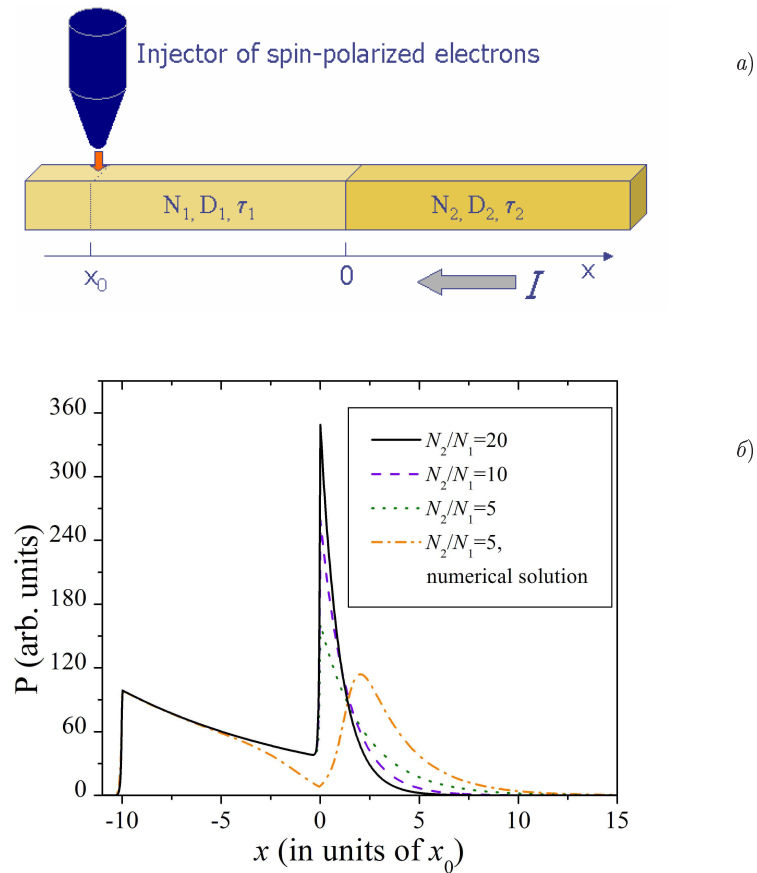 Injector of spin-polarized electrons
а)
N₁, D₁, τ₁
N₂, D₂, τ₂
x₀
0
x
I
б)
360
300
240
180
120
60
0
P (arb. units)
N₂/N₁=20
N₂/N₁=10
N₂/N₁=5
N₂/N₁=5,
numerical solution
-10 -5 0 5 10 15
x (in units of x₀)